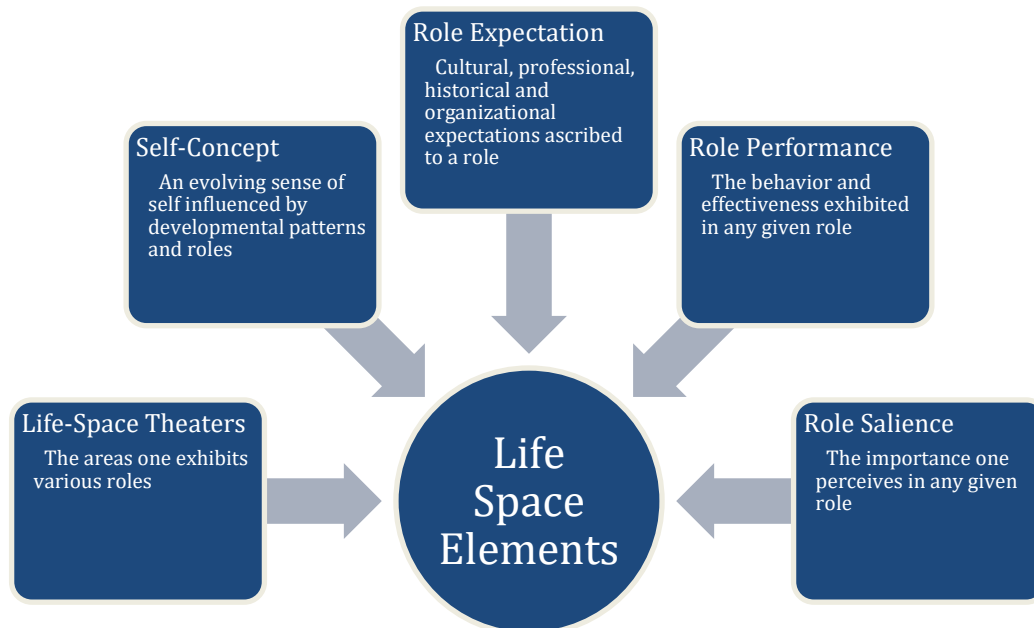 Role Expectation
Cultural, professional,
historical and
organizational
expectations ascribed
to a role
Self-Concept
An evolving sense of
self influenced by
developmental patterns
and roles
Role Performance
The behavior and
effectiveness exhibited
in any given role
Life-Space Theaters
The areas one exhibits
various roles
Life
Space
Elements
Role Salience
The importance one
perceives in any given
role